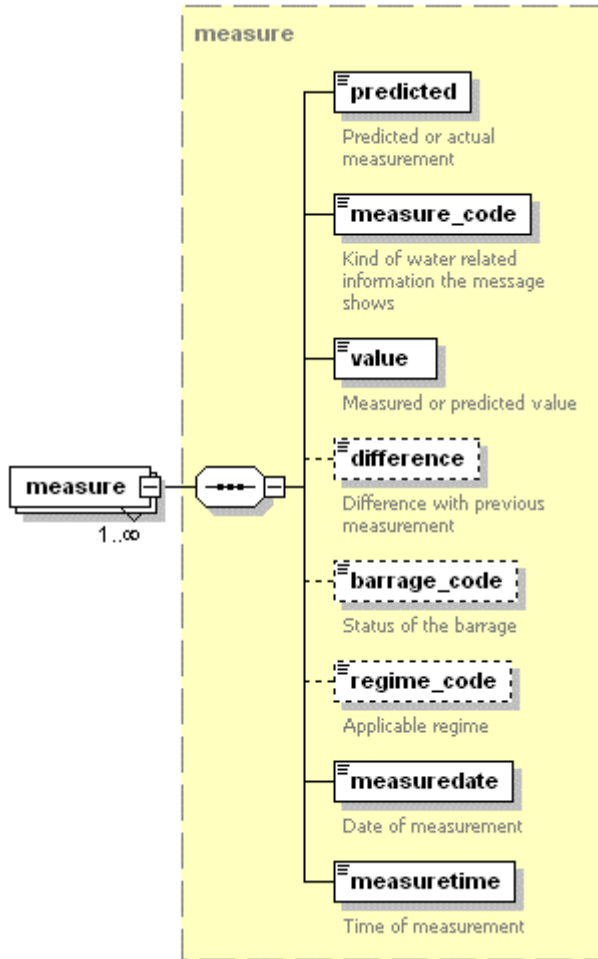 measure
predicted
Predicted or actual
measurement
measure_code
Kind of water related
information the message
shows
value
Measured or predicted value
difference
Difference with previous
measurement
measure
1..∞
barrage_code
Status of the barrage
regime_code
Applicable regime
measuredate
Date of measurement
measuretime
Time of measurement